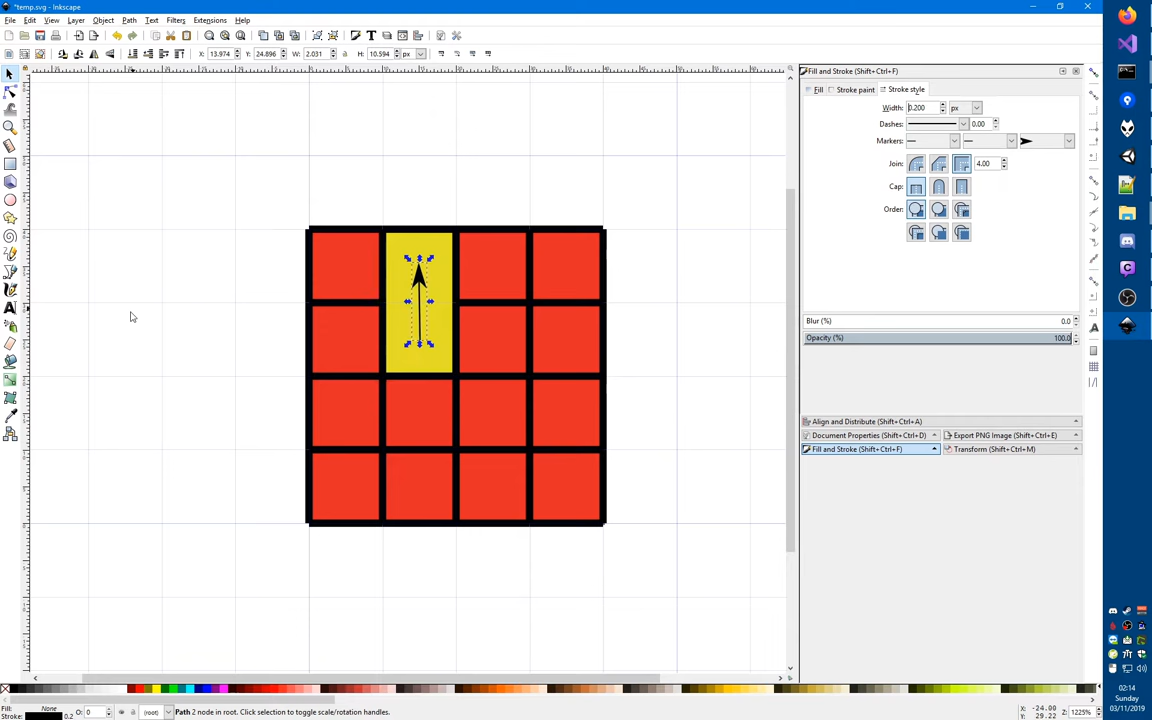 *temp.svg - Inkscape
File Edit View Layer Object Path Text Filters Extensions Help
X: 13.974 Y: 24.896 W: 2.031 H: 10.594 px
Fill and Stroke (Shift+Ctrl+F)
Fill Stroke paint Stroke style
Width: 0.200 px
Dashes: 0.00
Markers:
Join: 4.00
Cap:
Order:
Blur (%) 0.0
Opacity (%) 100.0
Align and Distribute (Shift+Ctrl+A)
Document Properties (Shift+Ctrl+D) Export PNG Image (Shift+Ctrl+E)
Fill and Stroke (Shift+Ctrl+F) Transform (Shift+Ctrl+M)
Fill: None
Stroke: 0.2
O: 0
(root)
Path 2 node in root. Click selection to toggle scale/rotation handles.
X: -24.00
Y: 29.22
Z: 1225%
02:14
Sunday
03/11/2019